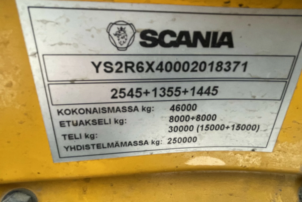 SCANIA
YS2R6X40002018371
2545+1355+1445
KOKONAISMASSA kg: 46000
ETUAKSELI kg: 8000+8000
TELI kg: 30000 (15000+15000)
YHDISTELMÄMASSA kg: 250000